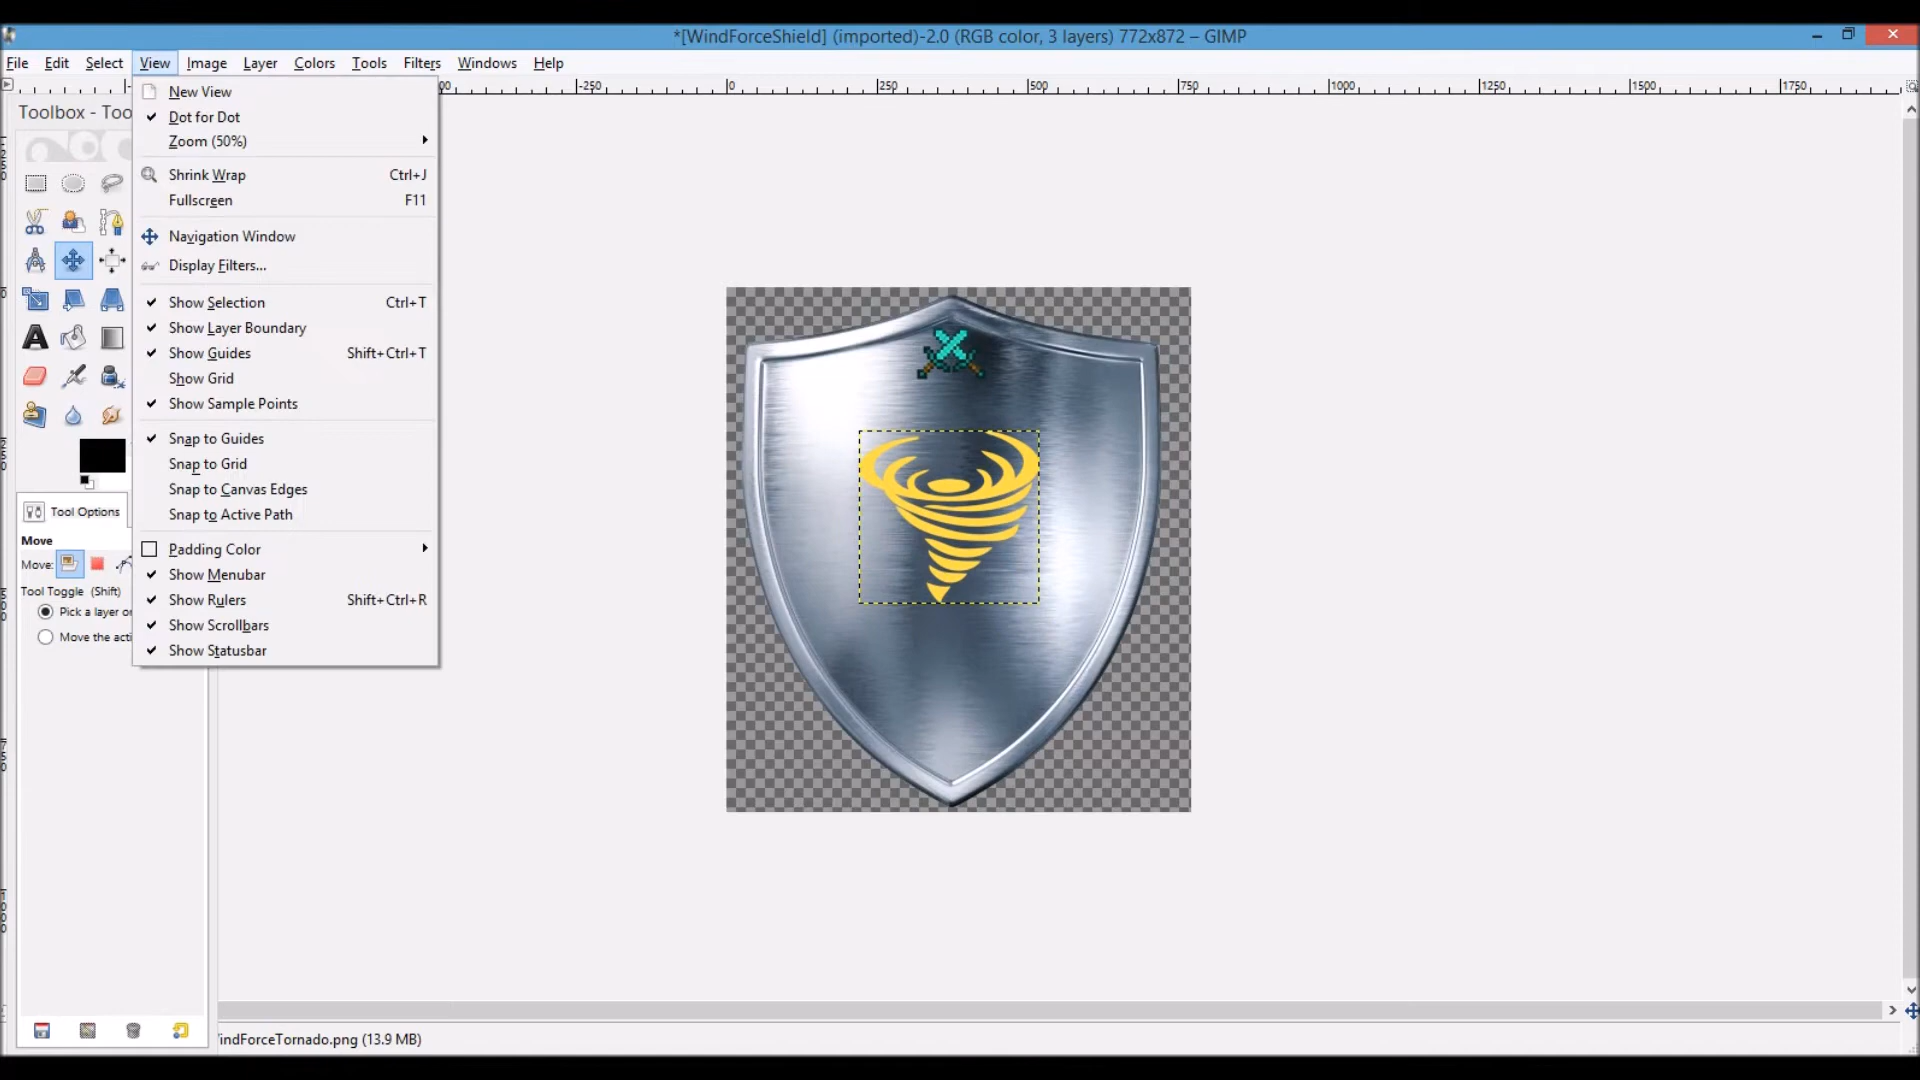 *[WindForceShield] (imported)-2.0 (RGB color, 3 layers) 772x872 – GIMP
File Edit Select View Image Layer Colors Tools Filters Windows Help
-250 0 250 500 750 1000 1250 1500 1750
Toolbox - Too
New View
Dot for Dot
Zoom (50%)
Shrink Wrap Ctrl+J
Fullscreen F11
Navigation Window
Display Filters...
Show Selection Ctrl+T
Show Layer Boundary
Show Guides Shift+Ctrl+T
Show Grid
Show Sample Points
Snap to Guides
Snap to Grid
Snap to Canvas Edges
Snap to Active Path
Padding Color
Show Menubar
Show Rulers Shift+Ctrl+R
Show Scrollbars
Show Statusbar
Tool Options
Move
Move:
Tool Toggle (Shift)
Pick a layer or
Move the acti
indForceTornado.png (13.9 MB)